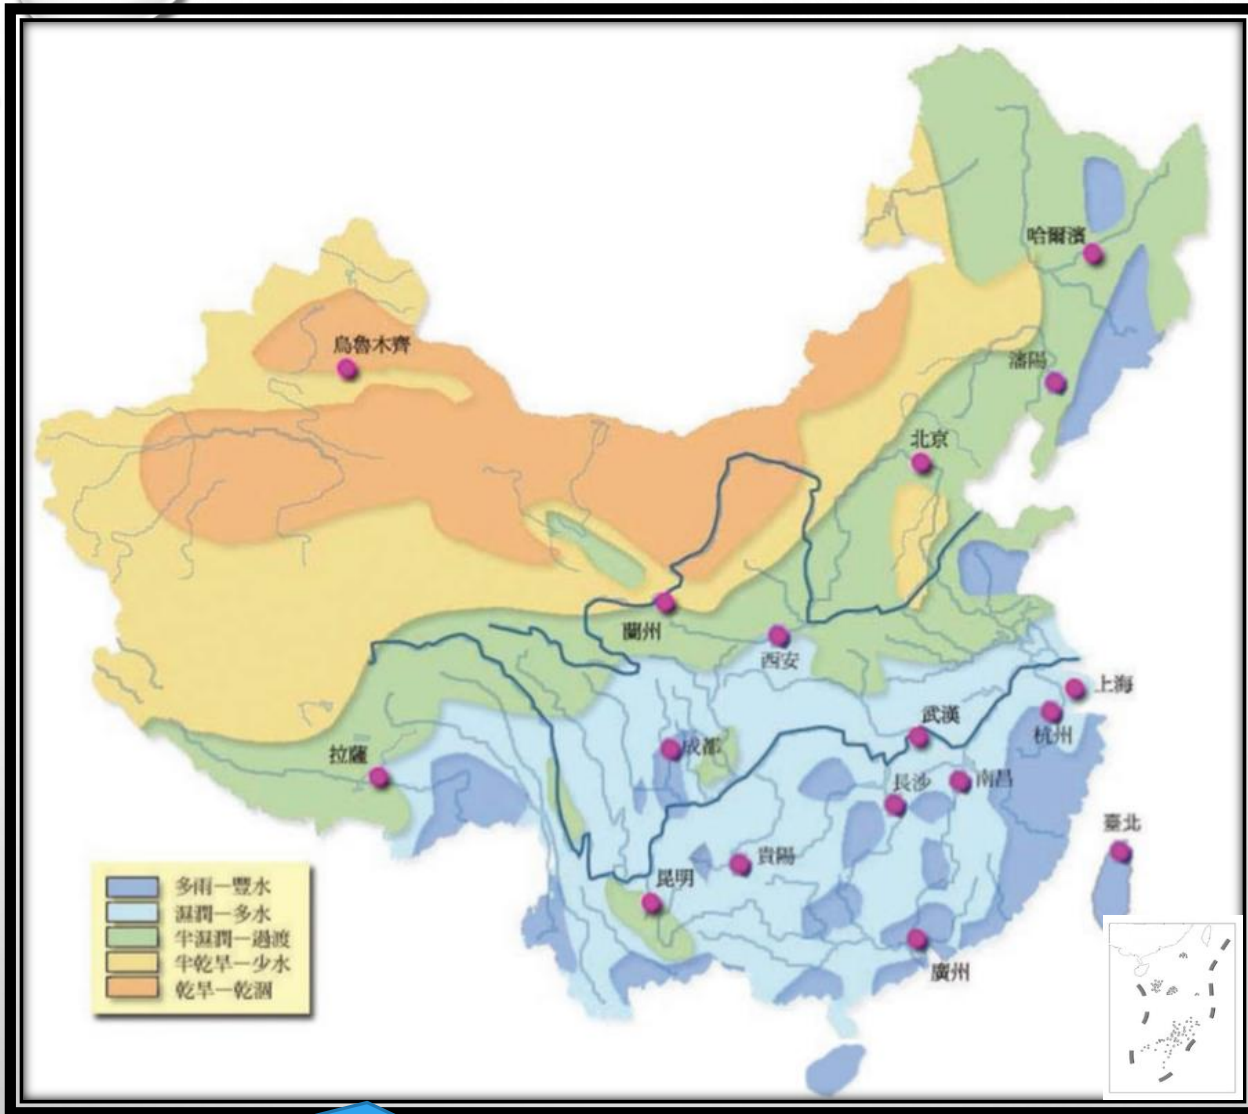 哈爾濱
烏魯木齊
瀋陽
北京
蘭州
西安
上海
武漢
杭州
成都
拉薩
長沙
南昌
臺北
貴陽
昆明
廣州
多雨—豐水
濕潤—多水
半濕潤—過渡
半乾旱—少水
乾旱—乾涸